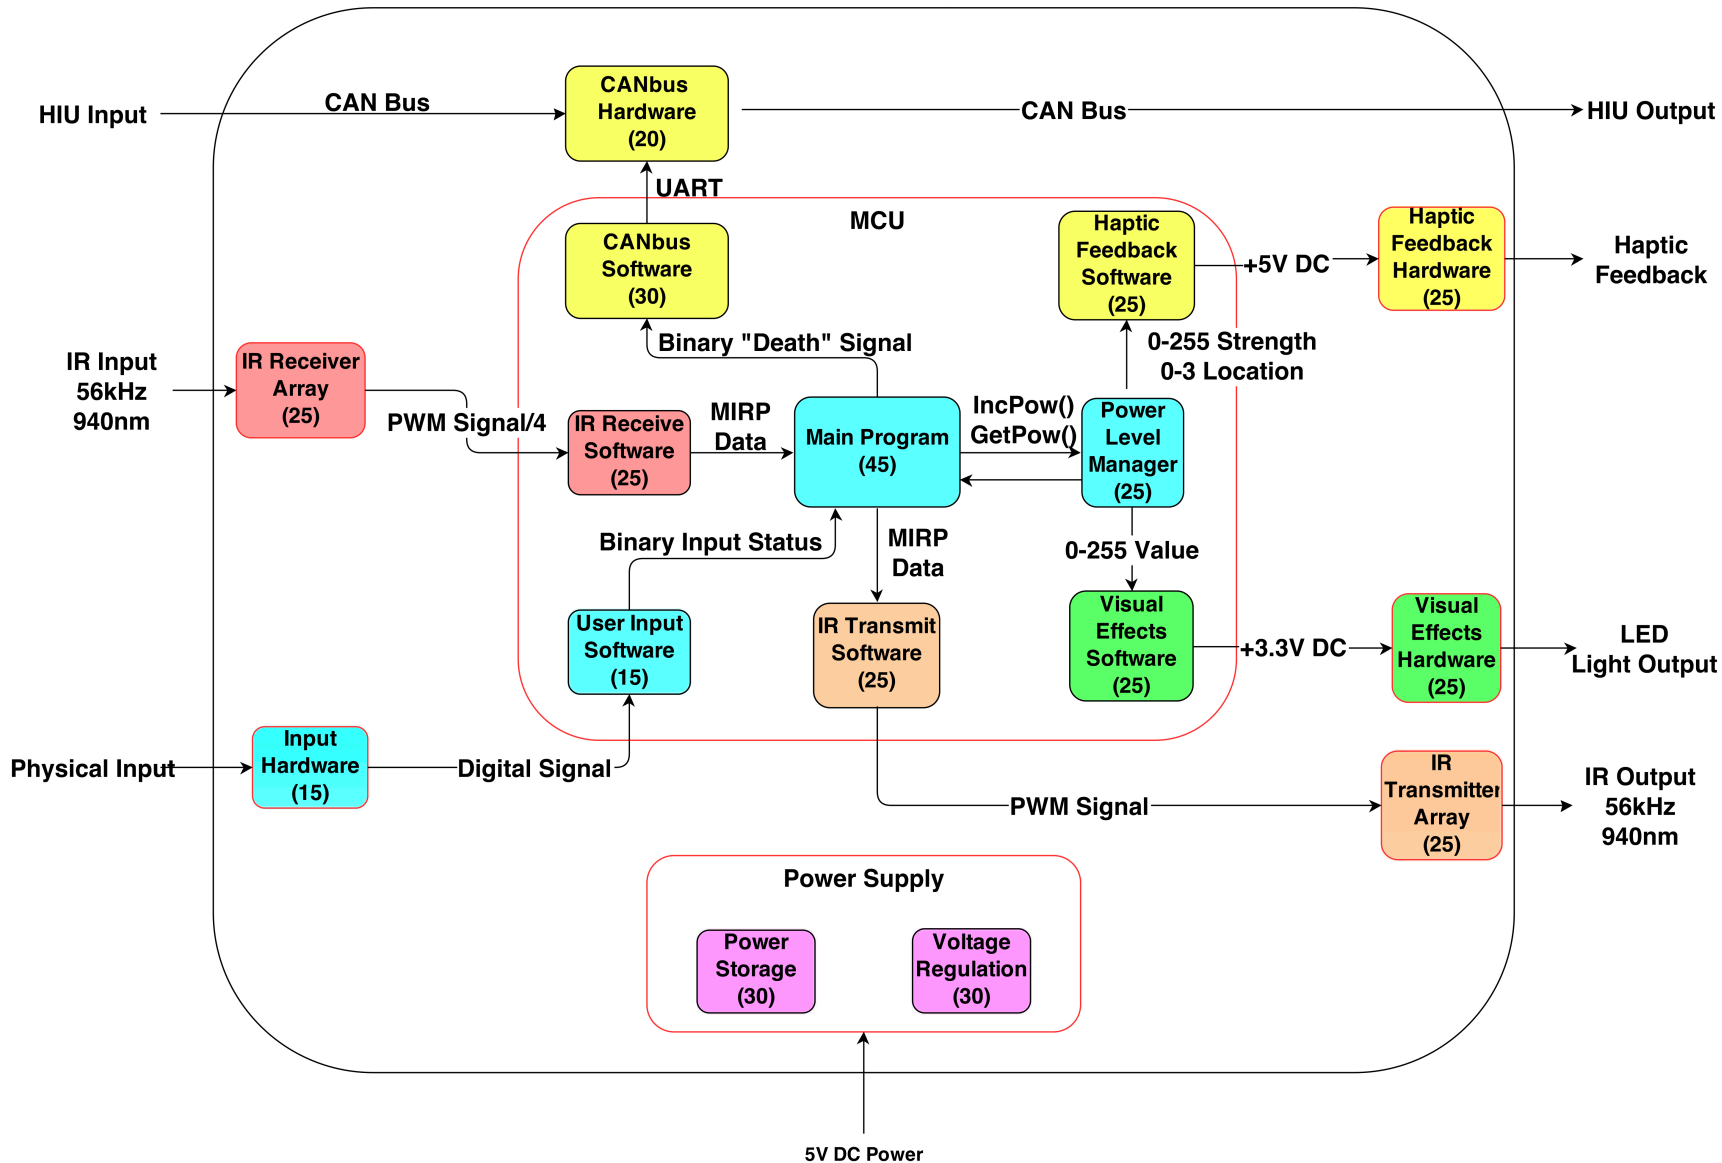 HIU Input
CAN Bus
CANbus
Hardware
(20)
CAN Bus
HIU Output
UART
MCU
CANbus
Software
(30)
Haptic
Feedback
Software
(25)
+5V DC
Haptic
Feedback
Hardware
(25)
Haptic
Feedback
Binary "Death" Signal
0-255 Strength
0-3 Location
IR Input
56kHz
940nm
IR Receiver
Array
(25)
PWM Signal/4
IR Receive
Software
(25)
MIRP
Data
Main Program
(45)
IncPow()
GetPow()
Power
Level
Manager
(25)
Binary Input Status
MIRP
Data
0-255 Value
User Input
Software
(15)
IR Transmit
Software
(25)
Visual
Effects
Software
(25)
+3.3V DC
Visual
Effects
Hardware
(25)
LED
Light Output
Physical Input
Input
Hardware
(15)
Digital Signal
PWM Signal
IR
Transmitter
Array
(25)
IR Output
56kHz
940nm
Power Supply
Power
Storage
(30)
Voltage
Regulation
(30)
5V DC Power